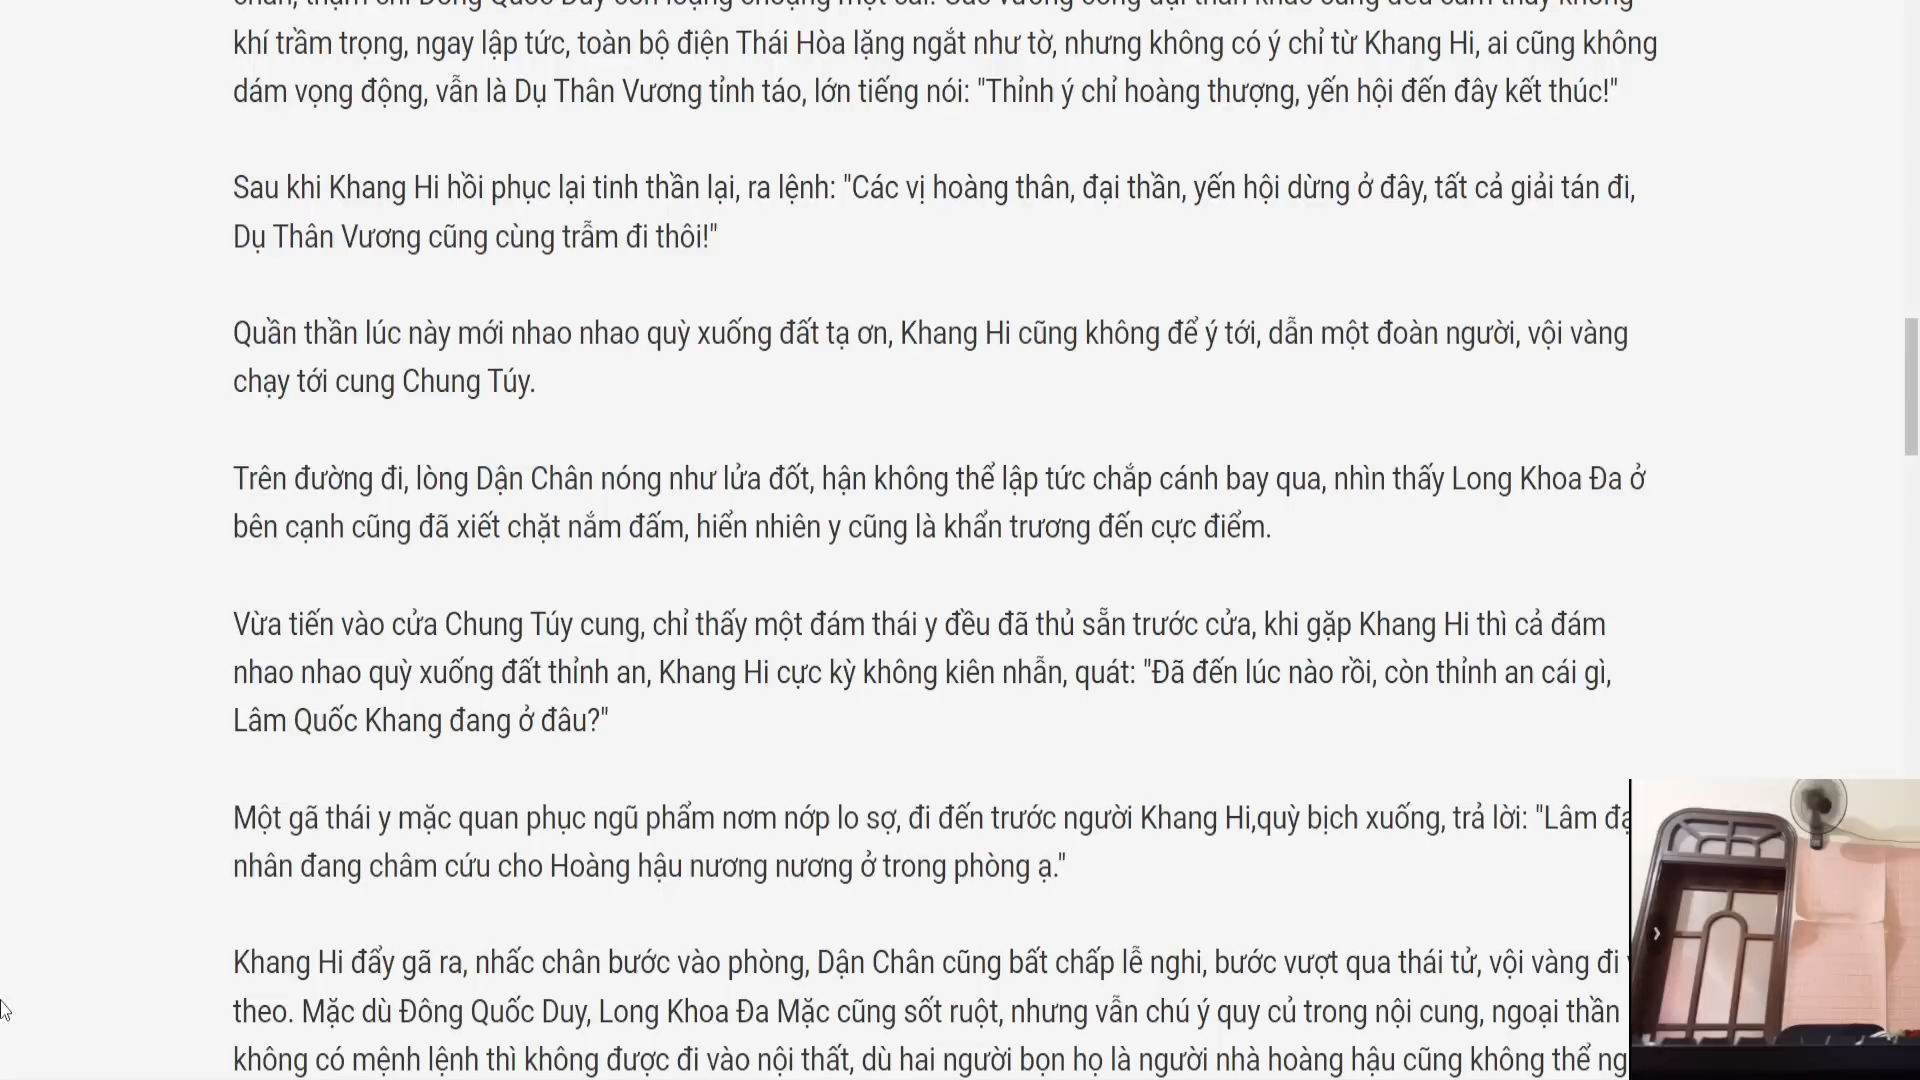 khí trầm trọng, ngay lập tức, toàn bộ điện Thái Hòa lặng ngắt như tờ, nhưng không có ý chỉ từ Khang Hi, ai cũng không
dám vọng động, vẫn là Dụ Thân Vương tỉnh táo, lớn tiếng nói: "Thỉnh ý chỉ hoàng thượng, yến hội đến đây kết thúc!"
Sau khi Khang Hi hồi phục lại tinh thần lại, ra lệnh: "Các vị hoàng thân, đại thần, yến hội dừng ở đây, tất cả giải tán đi,
Dụ Thân Vương cũng cùng trẫm đi thôi!"
Quần thần lúc này mới nhao nhao quỳ xuống đất tạ ơn, Khang Hi cũng không để ý tới, dẫn một đoàn người, vội vàng
chạy tới cung Chung Túy.
Trên đường đi, lòng Dận Chân nóng như lửa đốt, hận không thể lập tức chắp cánh bay qua, nhìn thấy Long Khoa Đa ở
bên cạnh cũng đã xiết chặt nắm đấm, hiển nhiên y cũng là khẩn trương đến cực điểm.
Vừa tiến vào cửa Chung Túy cung, chỉ thấy một đám thái y đều đã thủ sẵn trước cửa, khi gặp Khang Hi thì cả đám
nhao nhao quỳ xuống đất thỉnh an, Khang Hi cực kỳ không kiên nhẫn, quát: "Đã đến lúc nào rồi, còn thỉnh an cái gì,
Lâm Quốc Khang đang ở đâu?"
Một gã thái y mặc quan phục ngũ phẩm nơm nớp lo sợ, đi đến trước người Khang Hi,quỳ bịch xuống, trả lời: "Lâm
nhân đang châm cứu cho Hoàng hậu nương nương ở trong phòng ạ."
Khang Hi đẩy gã ra, nhấc chân bước vào phòng, Dận Chân cũng bất chấp lễ nghi, bước vượt qua thái tử, vội vàng đi
theo. Mặc dù Đông Quốc Duy, Long Khoa Đa Mặc cũng sốt ruột, nhưng vẫn chú ý quy củ trong nội cung, ngoại thần
không có mệnh lệnh thì không được đi vào nội thất, dù hai người bọn họ là người nhà hoàng hậu cũng không thể